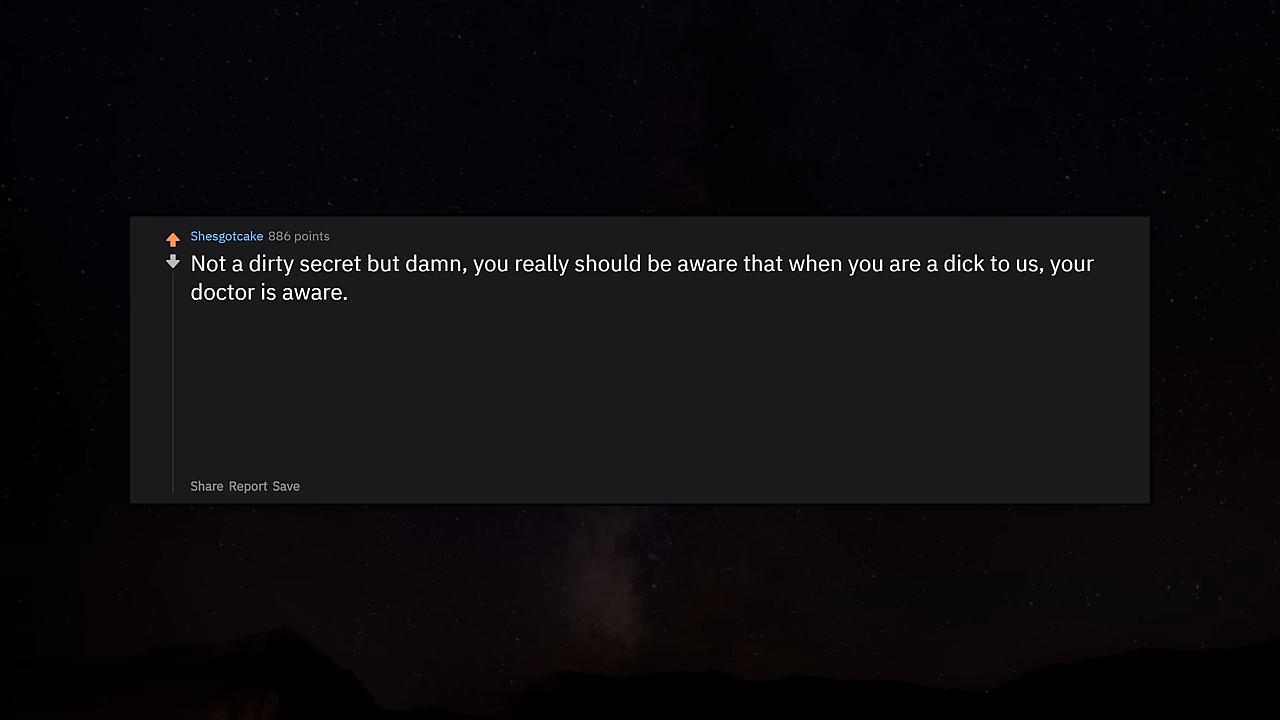 Shesgotcake 886 points
Not a dirty secret but damn, you really should be aware that when you are a dick to us, your
doctor is aware.
Share Report Save